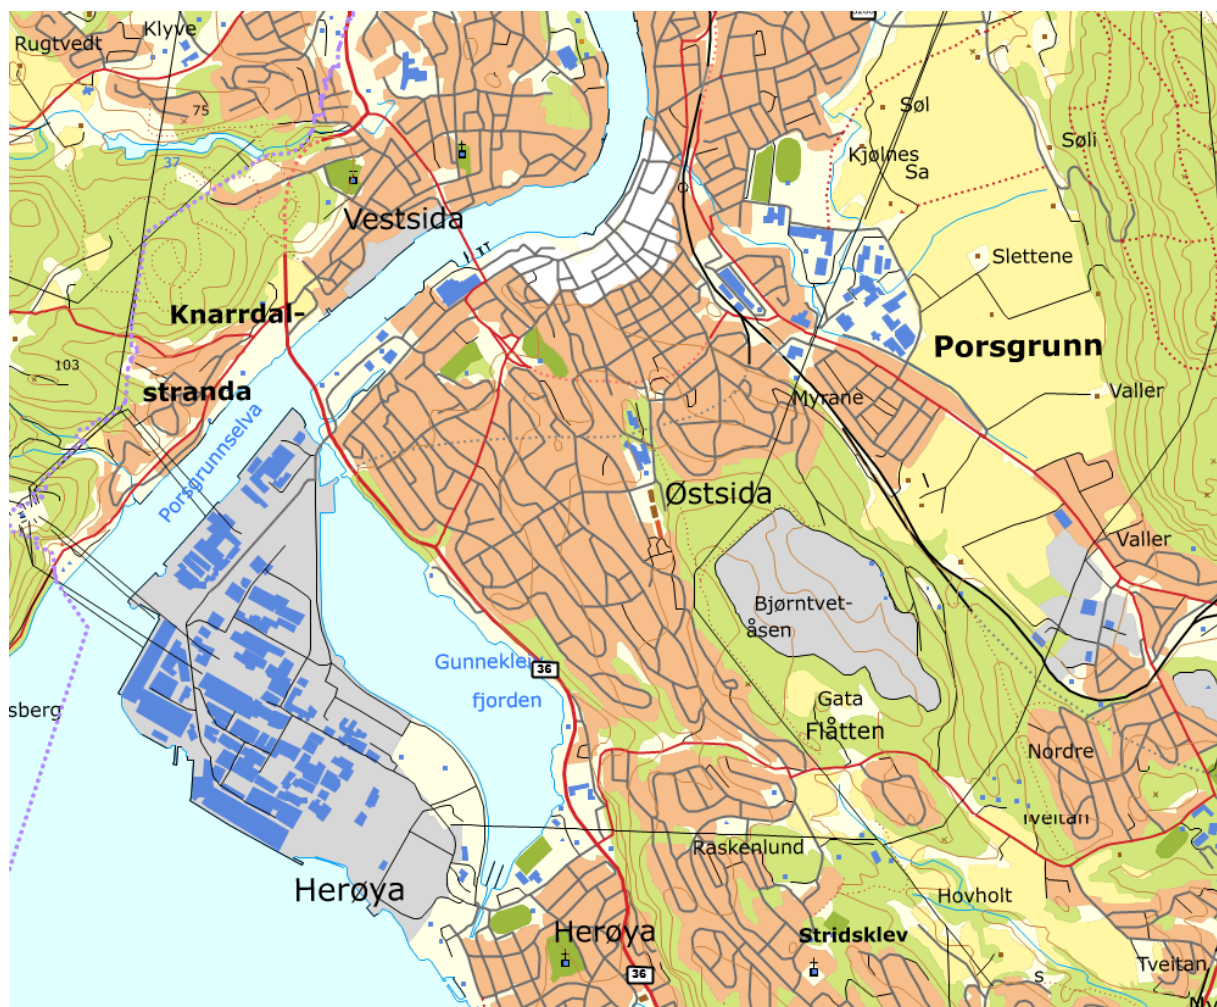 Klyve
Rugtvedt
75
37
Søl
Kjølnes
Sa
Søli
Vestsida
Slettene
Knarrdal-
stranda
103
Porsgrunn
Myrane
Valler
Porsgrunnselva
Østsida
Valler
Bjørntvet-
åsen
Gunneklei
fjorden
36
sberg
Gata
Flåtten
Nordre
Tveitan
Raskenlund
Herøya
Hovholt
Herøya
Stridsklev
36
Tveitan
S